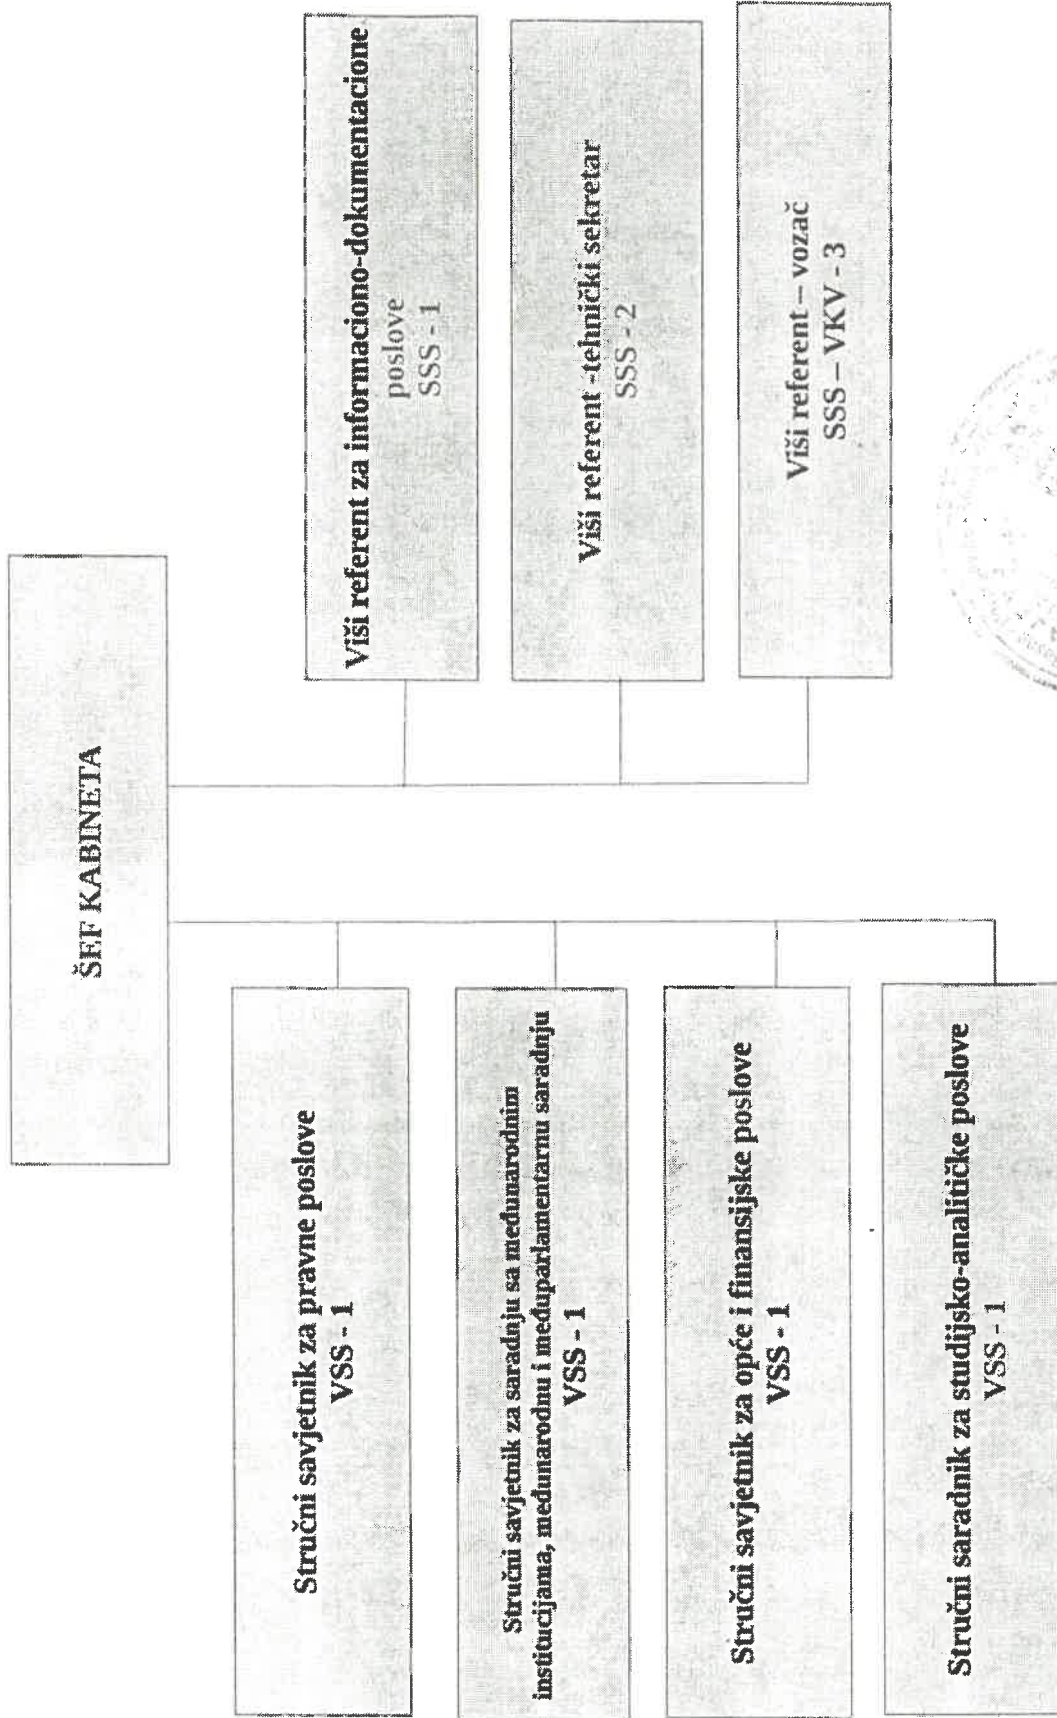 ŠEF KABINETA
Stručni savjetnik za pravne poslove
VSS - 1
Stručni savjetnik za saradnju sa međunarodnim
institucijama, međunarodnu i međuparlamentarnu saradnju
VSS - 1
Stručni savjetnik za opće i finansijske poslove
VSS - 1
Stručni saradnik za studijsko-analitičke poslove
VSS - 1
Viši referent za informaciono-dokumentacione
poslove
SSS - 1
Viši referent -tehnički sekretar
SSS - 2
Viši referent – vozač
SSS – VKV - 3